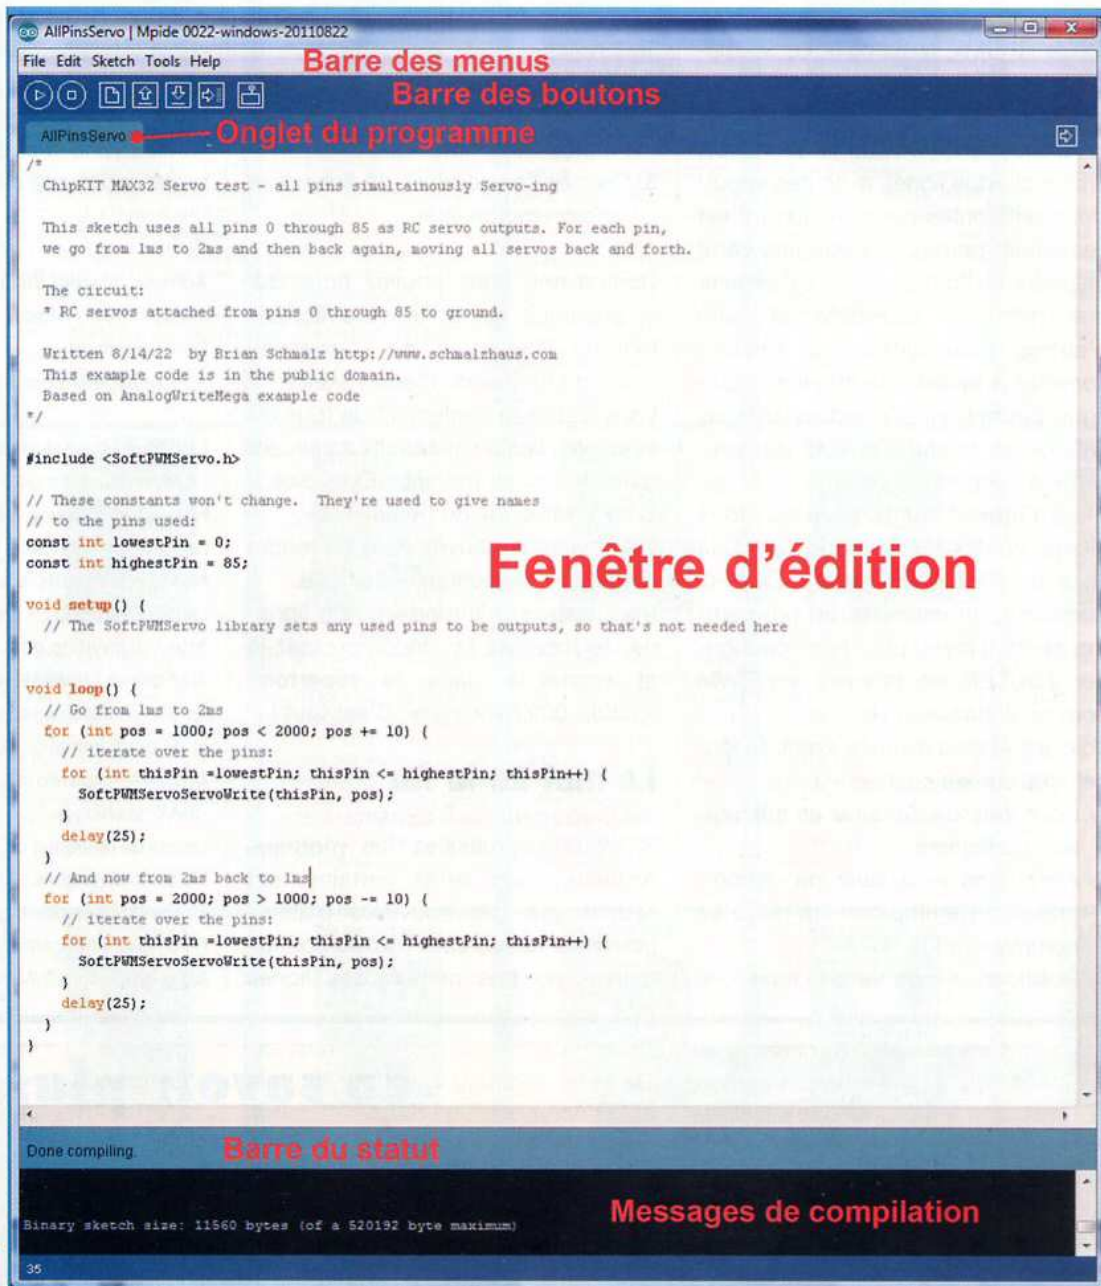 AllPinsServo | Mpide 0022-windows-20110822
File Edit Sketch Tools Help
Barre des menus
Barre des boutons
AllPinsServo
Onglet du programme
/*
ChipKIT MAX32 Servo test - all pins simultainously Servo-ing
This sketch uses all pins 0 through 85 as RC servo outputs. For each pin,
we go from 1ms to 2ms and then back again, moving all servos back and forth.
The circuit:
* RC servos attached from pins 0 through 85 to ground.
Written 8/14/22  by Brian Schmalz http://www.schmalzhaus.com
This example code is in the public domain.
Based on AnalogWriteMega example code
*/
#include <SoftPWMServo.h>
// These constants won't change.  They're used to give names
// to the pins used:
const int lowestPin = 0;
const int highestPin = 85;
Fenêtre d'édition
void setup() {
// The SoftPWMServo library sets any used pins to be outputs, so that's not needed here
}
void loop() {
// Go from 1ms to 2ms
for (int pos = 1000; pos < 2000; pos += 10) {
// iterate over the pins:
for (int thisPin =lowestPin; thisPin <= highestPin; thisPin++) {
SoftPWMServoServoWrite(thisPin, pos);
}
delay(25);
}
// And now from 2ms back to 1ms
for (int pos = 2000; pos > 1000; pos -= 10) {
// iterate over the pins:
for (int thisPin =lowestPin; thisPin <= highestPin; thisPin++) {
SoftPWMServoServoWrite(thisPin, pos);
}
delay(25);
}
}
Done compiling.
Barre du statut
Messages de compilation
Binary sketch size: 11560 bytes (of a 520192 byte maximum)
35